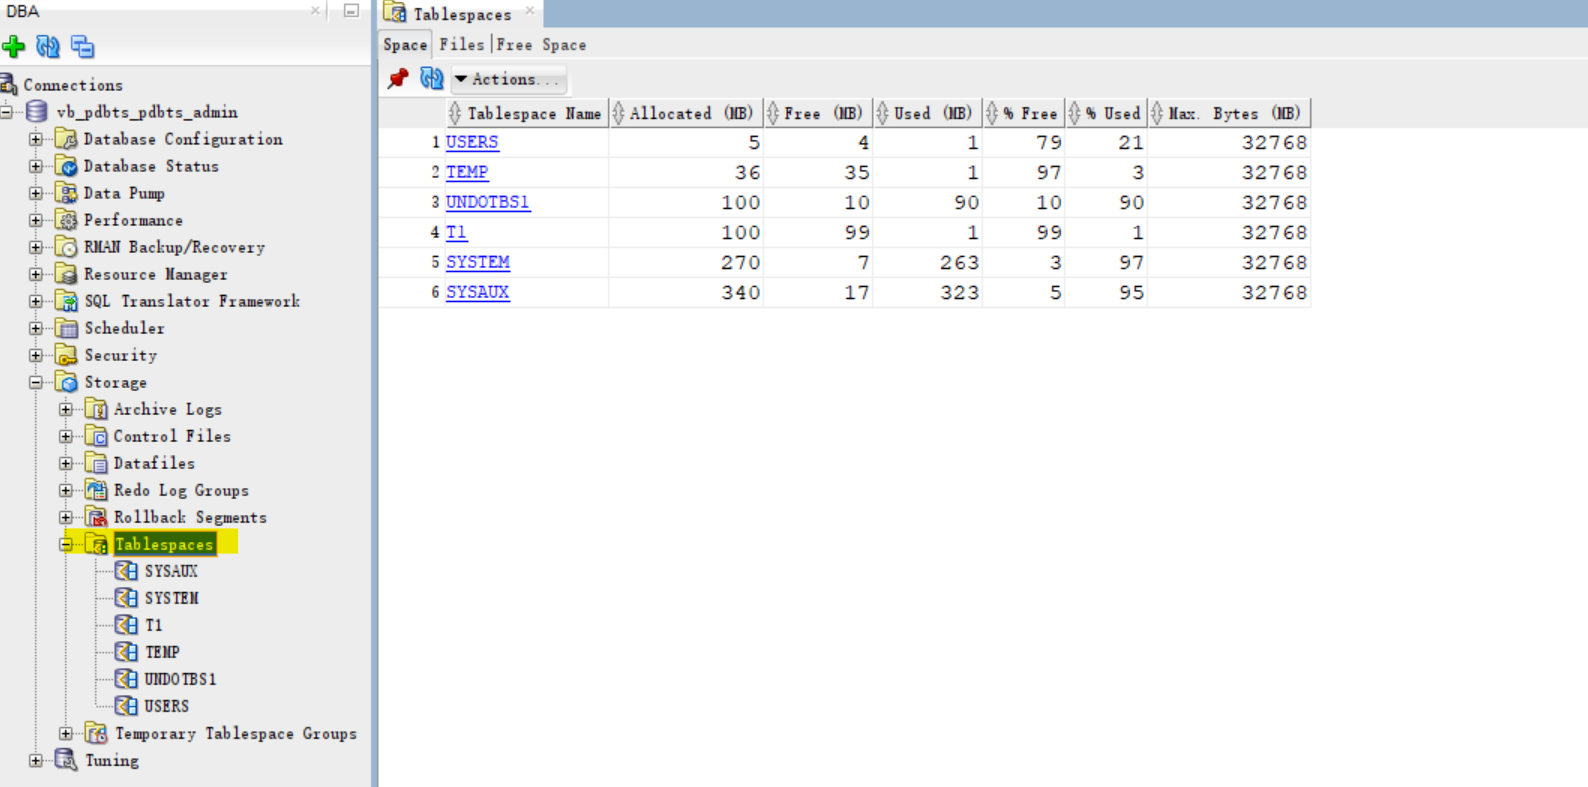 DBA
Connections
vb_pdbts_pdbts_admin
Database Configuration
Database Status
Data Pump
Performance
RMAN Backup/Recovery
Resource Manager
SQL Translator Framework
Scheduler
Security
Storage
Archive Logs
Control Files
Datafiles
Redo Log Groups
Rollback Segments
Tablespaces
SYSAUX
SYSTEM
T1
TEMP
UNDOTBS1
USERS
Temporary Tablespace Groups
Tuning
Tablespaces
Space Files Free Space
Actions...
Tablespace Name Allocated (MB) Free (MB) Used (MB) % Free % Used Max. Bytes (MB)
1 USERS 5 4 1 79 21 32768
2 TEMP 36 35 1 97 3 32768
3 UNDOTBS1 100 10 90 10 90 32768
4 T1 100 99 1 99 1 32768
5 SYSTEM 270 7 263 3 97 32768
6 SYSAUX 340 17 323 5 95 32768